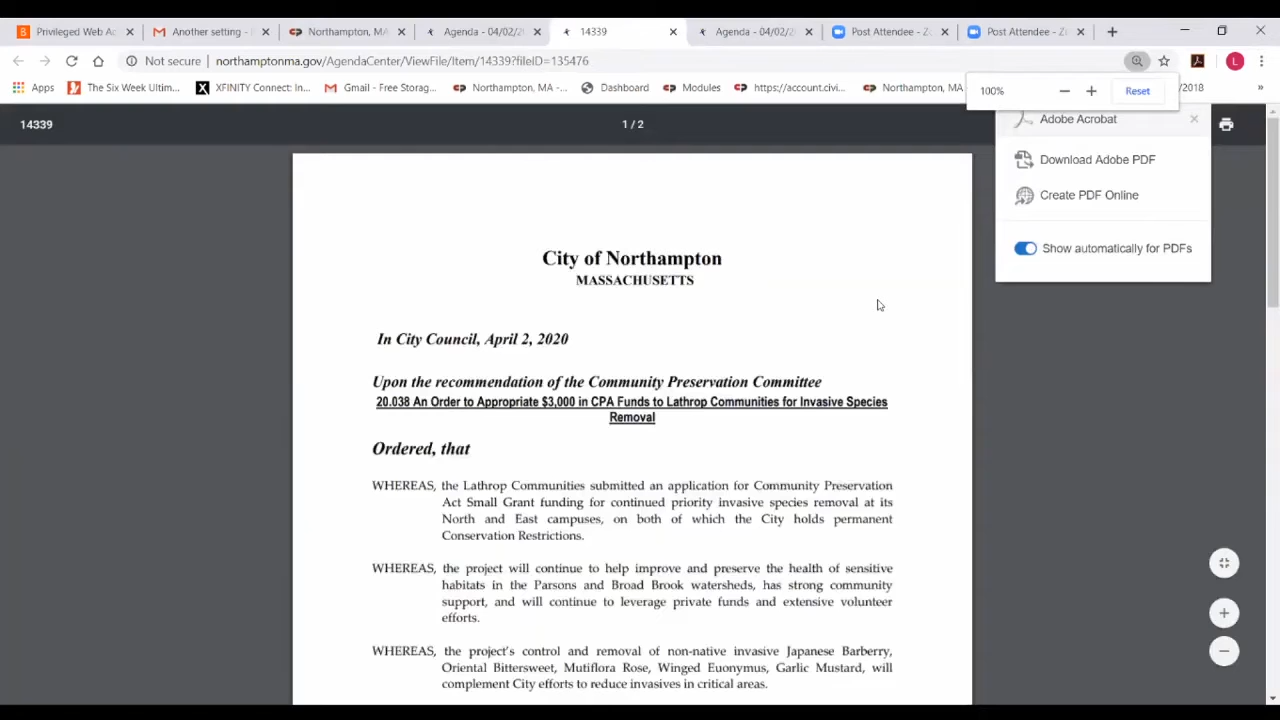 Privileged Web Ac
Another setting -
Northampton, MA
Agenda - 04/02/2
14339
Agenda - 04/02/2
Post Attendee - Z
Post Attendee - Z
Not secure
northamptonma.gov/AgendaCenter/ViewFile/Item/14339?fileID=135476
L
Apps
The Six Week Ultim...
XFINITY Connect: In...
Gmail - Free Storag...
Northampton, MA -...
Dashboard
Modules
https://account.civi...
Northampton, MA
/2018
»
100%
Reset
14339
1 / 2
Adobe Acrobat
Download Adobe PDF
Create PDF Online
Show automatically for PDFs
City of Northampton
MASSACHUSETTS
In City Council, April 2, 2020
Upon the recommendation of the Community Preservation Committee
20.038 An Order to Appropriate $3,000 in CPA Funds to Lathrop Communities for Invasive Species
Removal
Ordered, that
WHEREAS, the Lathrop Communities submitted an application for Community Preservation
Act Small Grant funding for continued priority invasive species removal at its
North and East campuses, on both of which the City holds permanent
Conservation Restrictions.
WHEREAS, the project will continue to help improve and preserve the health of sensitive
habitats in the Parsons and Broad Brook watersheds, has strong community
support, and will continue to leverage private funds and extensive volunteer
efforts.
WHEREAS, the project's control and removal of non-native invasive Japanese Barberry,
Oriental Bittersweet, Mutiflora Rose, Winged Euonymus, Garlic Mustard, will
complement City efforts to reduce invasives in critical areas.